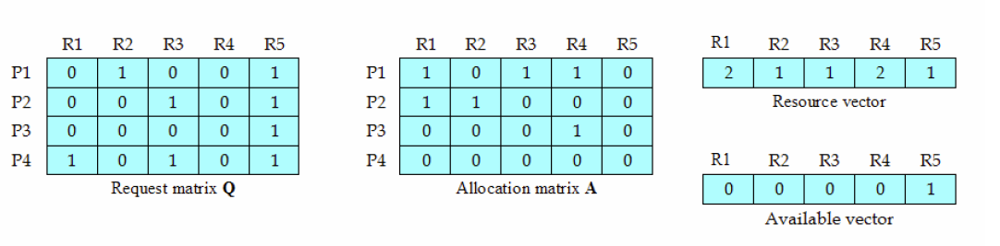 R1 R2 R3 R4 R5
P1 0 1 0 0 1
P2 0 0 1 0 1
P3 0 0 0 0 1
P4 1 0 1 0 1
Request matrix Q
R1 R2 R3 R4 R5
P1 1 0 1 1 0
P2 1 1 0 0 0
P3 0 0 0 1 0
P4 0 0 0 0 0
Allocation matrix A
R1 R2 R3 R4 R5
2 1 1 2 1
Resource vector
R1 R2 R3 R4 R5
0 0 0 0 1
Available vector